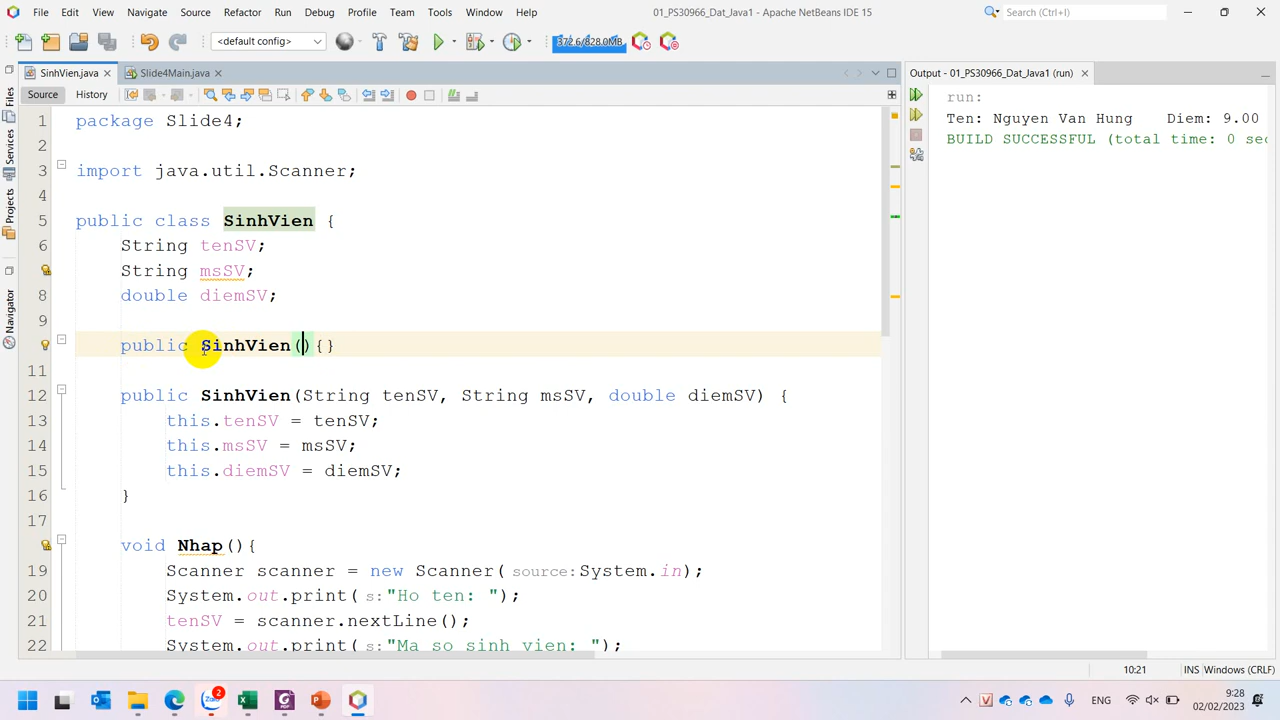 File Edit View Navigate Source Refactor Run Debug Profile Team Tools Window Help
01_PS30966_Dat_Java1 - Apache NetBeans IDE 15
Search (Ctrl+I)
<default config>
372.6/828.0MB
SinhVien.java
Slide4Main.java
Output - 01_PS30966_Dat_Java1 (run)
Source History
Files
Services
Projects
Navigator
1 package Slide4;
2
3 import java.util.Scanner;
4
5 public class SinhVien {
6 String tenSV;
String msSV;
8 double diemSV;
9
public SinhVien(){}
11
12 public SinhVien(String tenSV, String msSV, double diemSV) {
13 this.tenSV = tenSV;
14 this.msSV = msSV;
15 this.diemSV = diemSV;
16 }
17
void Nhap(){
19 Scanner scanner = new Scanner(source:System.in);
20 System.out.print(s:"Ho ten: ");
21 tenSV = scanner.nextLine();
22 System.out.print(s:"Ma so sinh vien: ");
run:
Ten: Nguyen Van Hung Diem: 9.00
BUILD SUCCESSFUL (total time: 0 sec
10:21 INS Windows (CRLF)
Zalo
2
PDF
ENG
9:28
02/02/2023